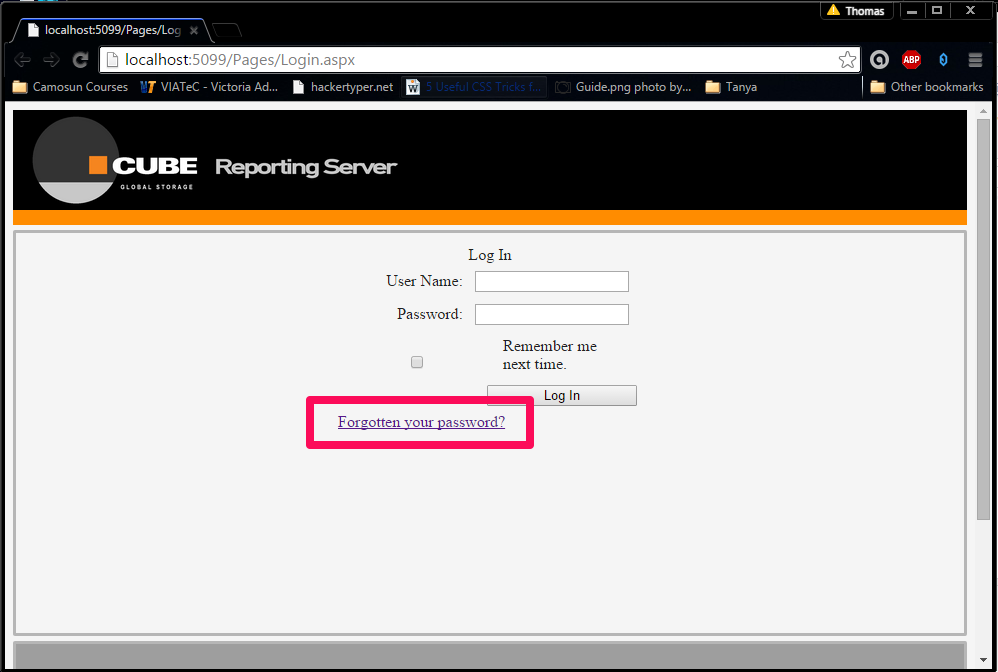 Thomas
localhost:5099/Pages/Log
localhost:5099/Pages/Login.aspx
ABP
Camosun Courses
VIATeC - Victoria Ad...
hackertyper.net
W
5 Useful CSS Tricks f...
Guide.png photo by...
Tanya
Other bookmarks
CUBE
GLOBAL STORAGE
Reporting Server
Log In
User Name:
Password:
Remember me
next time.
Log In
Forgotten your password?